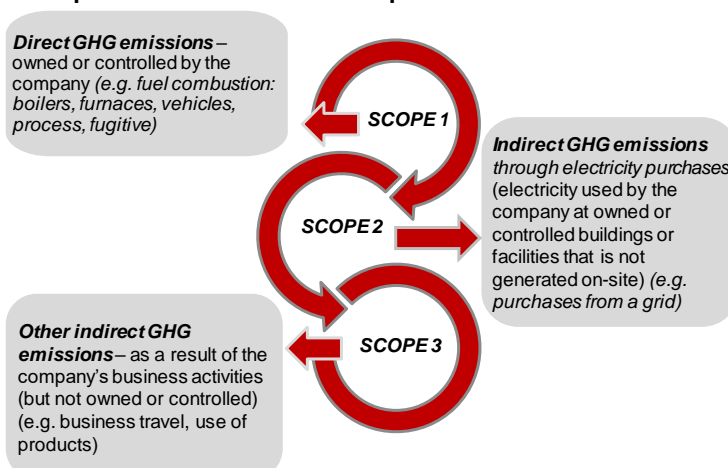 Direct GHG emissions –
owned or controlled by the
company (e.g. fuel combustion:
boilers, furnaces, vehicles,
process, fugitive)
SCOPE 1
Indirect GHG emissions
through electricity purchases
(electricity used by the
company at owned or
controlled buildings or
facilities that is not
generated on-site) (e.g.
purchases from a grid)
SCOPE 2
SCOPE 3
Other indirect GHG
emissions – as a result of the
company's business activities
(but not owned or controlled)
(e.g. business travel, use of
products)